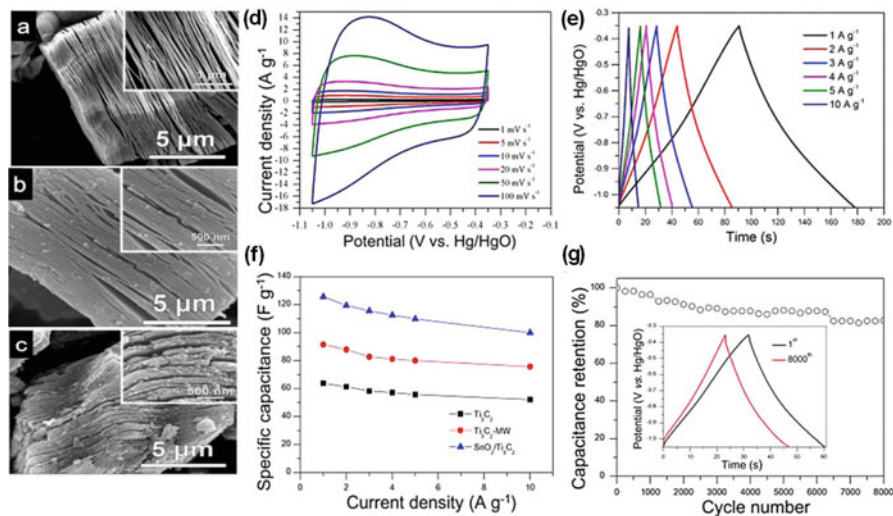 a
5 µm
b
500 nm
5 µm
c
500 nm
5 µm
(d)
Current density (A g⁻¹)
14
12
10
8
6
4
2
0
-2
-4
-6
-8
-10
-12
-14
-16
-18
-1.1 -1.0 -0.9 -0.8 -0.7 -0.6 -0.5 -0.4 -0.3
Potential (V vs. Hg/HgO)
1 mV s⁻¹
5 mV s⁻¹
10 mV s⁻¹
20 mV s⁻¹
50 mV s⁻¹
100 mV s⁻¹
(e)
Potential (V vs. Hg/HgO)
-0.3
-0.4
-0.6
-0.8
-1.0
0 20 40 60 80 100 120 140 160 180 200
Time (s)
1 A g⁻¹
2 A g⁻¹
3 A g⁻¹
4 A g⁻¹
5 A g⁻¹
10 A g⁻¹
(f)
Specific capacitance (F g⁻¹)
140
120
100
80
60
40
20
0
0 2 4 6 8 10
Current density (A g⁻¹)
Ti₃C₂
Ti₃C₂-MW
SnO₂/Ti₃C₂
(g)
Capacitance retention (%)
100
80
60
40
20
0
0 1000 2000 3000 4000 5000 6000 7000 8000
Cycle number
Potential (V vs. Hg/HgO)
-0.3
-0.4
-0.5
-0.6
-0.7
-0.8
-0.9
-1.0
0 10 20 30 40 50 60
Time (s)
1st
8000th